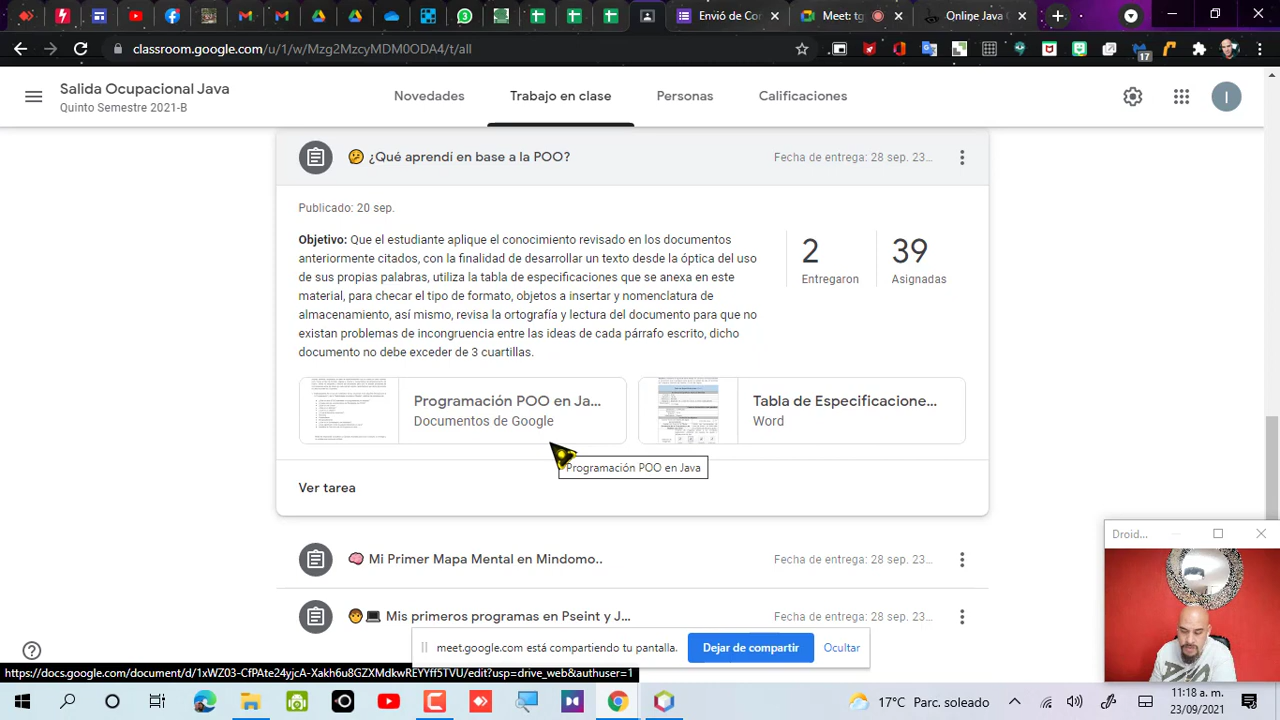 Envió de Con
Meet: tg
Online Java C
classroom.google.com/u/1/w/Mzg2MzcyMDM0ODA4/t/all
17
Salida Ocupacional Java
Quinto Semestre 2021-B
Novedades
Trabajo en clase
Personas
Calificaciones
I
¿Qué aprendí en base a la POO?
Fecha de entrega: 28 sep. 23...
Publicado: 20 sep.
Objetivo: Que el estudiante aplique el conocimiento revisado en los documentos
anteriormente citados, con la finalidad de desarrollar un texto desde la óptica del uso
de sus propias palabras, utiliza la tabla de especificaciones que se anexa en este
material, para checar el tipo de formato, objetos a insertar y nomenclatura de
almacenamiento, así mismo, revisa la ortografía y lectura del documento para que no
existan problemas de incongruencia entre las ideas de cada párrafo escrito, dicho
documento no debe exceder de 3 cuartillas.
2
Entregaron
39
Asignadas
Programación POO en Ja...
Documentos de Google
Tabla de Especificacione...
Word
Programación POO en Java
Ver tarea
Droid...
Mi Primer Mapa Mental en Mindomo..
Fecha de entrega: 28 sep. 23...
Mis primeros programas en Pseint y J...
Fecha de entrega: 28 sep. 23...
meet.google.com está compartiendo tu pantalla.
Dejar de compartir
Ocultar
https://docs.google.com/document/d/1xWZ03-CfPAte24yjcA-Xakh6u8GZXMdkwREYYff5TVU/edit?usp=drive_web&authuser=1
17°C Parc. soleado
11:18 a. m.
23/09/2021